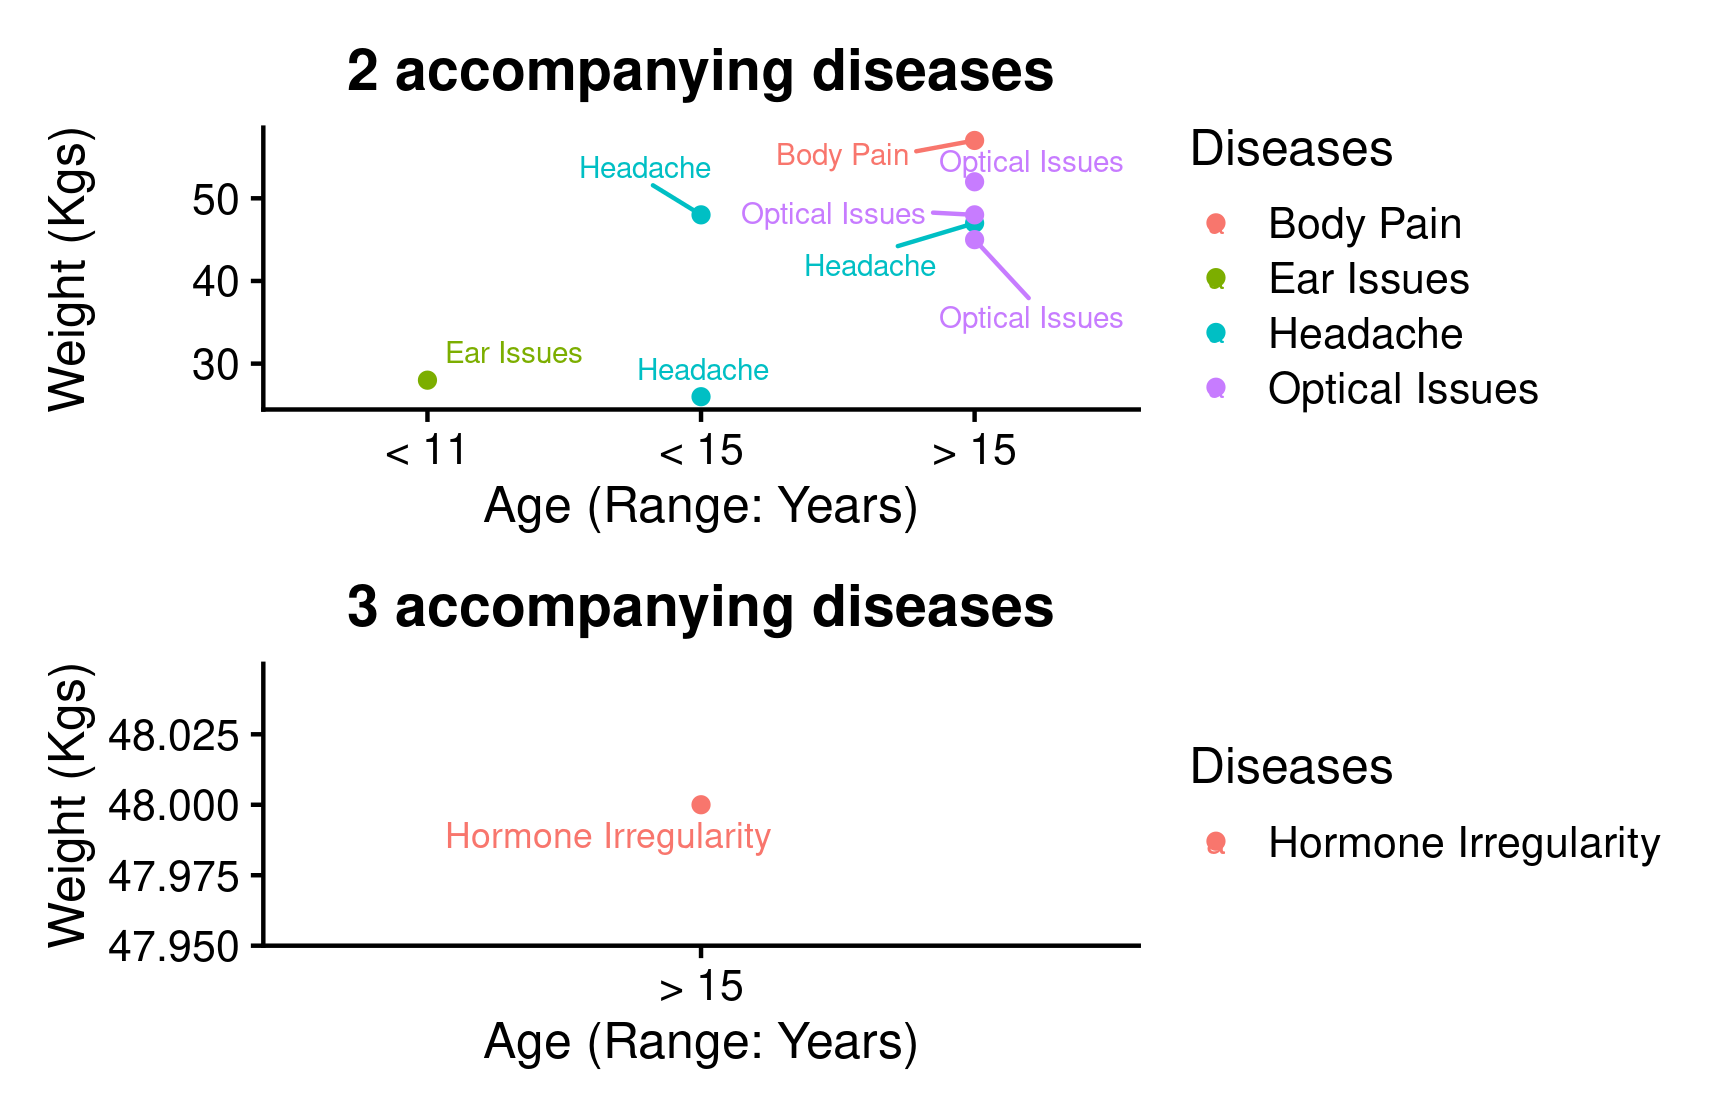 2 accompanying diseases
Weight (Kgs)
50
40
30
Headache
Body Pain
Optical Issues
Optical Issues
Headache
Optical Issues
Ear Issues
Headache
< 11
< 15
> 15
Age (Range: Years)
Diseases
Body Pain
Ear Issues
Headache
Optical Issues
3 accompanying diseases
Weight (Kgs)
48.025
48.000
47.975
47.950
Hormone Irregularity
> 15
Age (Range: Years)
Diseases
Hormone Irregularity